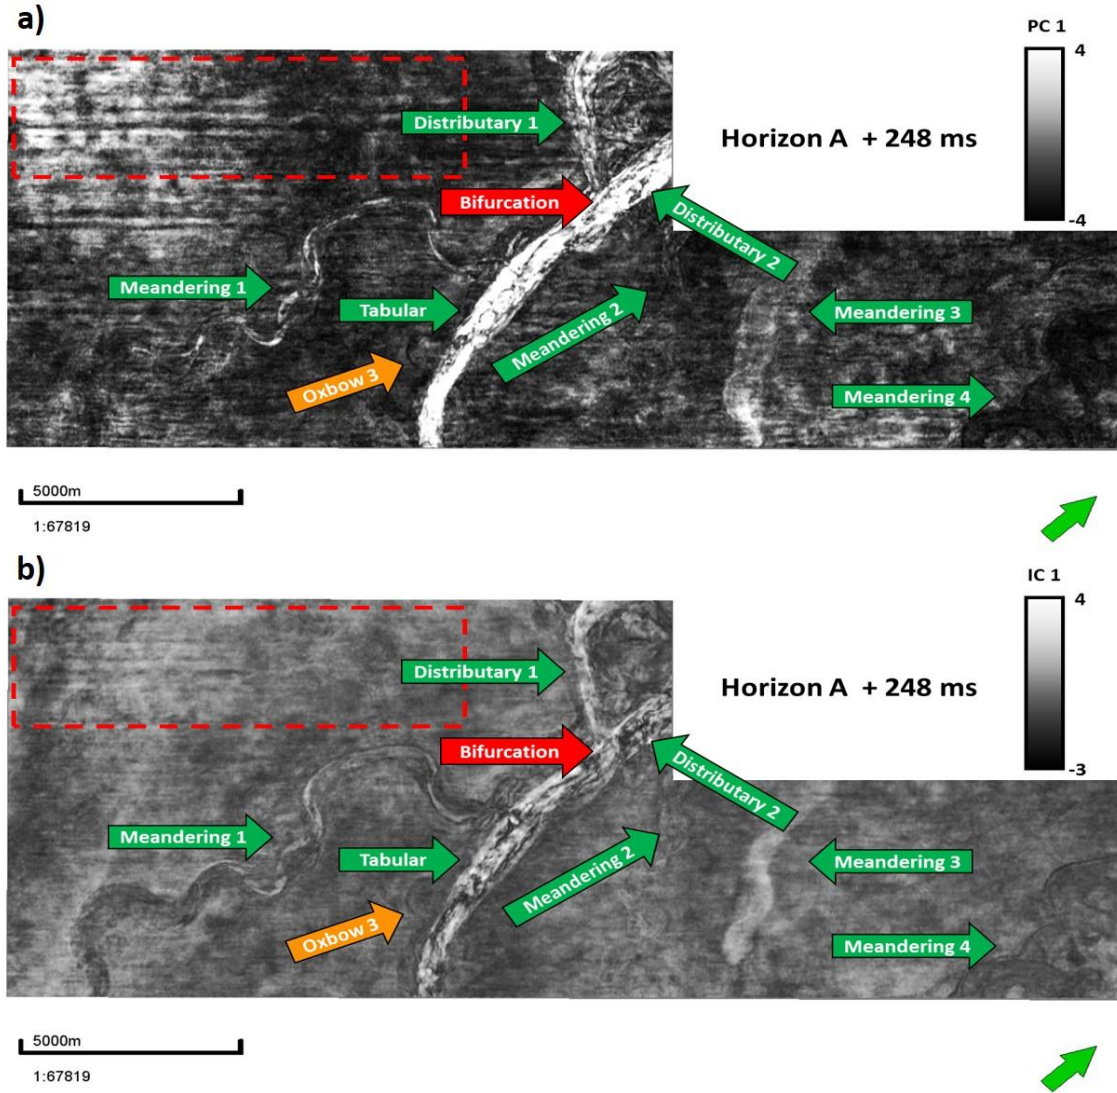 a)
PC 1
4
-4
Horizon A + 248 ms
Distributary 1
Bifurcation
Distributary 2
Meandering 1
Tabular
Meandering 2
Meandering 3
Oxbow 3
Meandering 4
5000m
1:67819
b)
IC 1
4
-3
Horizon A + 248 ms
Distributary 1
Bifurcation
Distributary 2
Meandering 1
Tabular
Meandering 2
Meandering 3
Oxbow 3
Meandering 4
5000m
1:67819